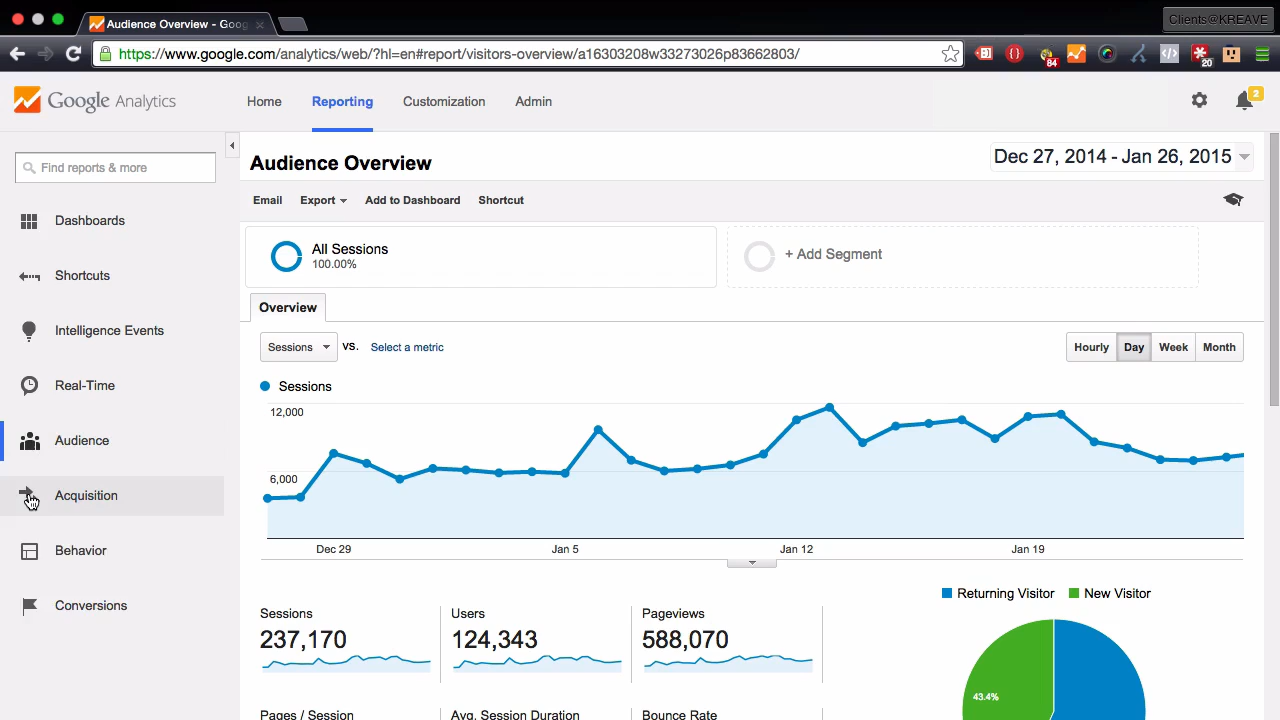 Audience Overview - Goog
Clients@KREAVE
https://www.google.com/analytics/web/?hl=en#report/visitors-overview/a16303208w33273026p83662803/
84
20
Google Analytics
Home
Reporting
Customization
Admin
2
Find reports & more
Dashboards
Shortcuts
Intelligence Events
Real-Time
Audience
Acquisition
Behavior
Conversions
Audience Overview
Dec 27, 2014 - Jan 26, 2015
Email
Export
Add to Dashboard
Shortcut
All Sessions
100.00%
+ Add Segment
Overview
Sessions
vs.
Select a metric
Hourly
Day
Week
Month
Sessions
12,000
6,000
Dec 29
Jan 5
Jan 12
Jan 19
Sessions
237,170
Users
124,343
Pageviews
588,070
Returning Visitor
New Visitor
43.4%
Pages / Session
Avg. Session Duration
Bounce Rate